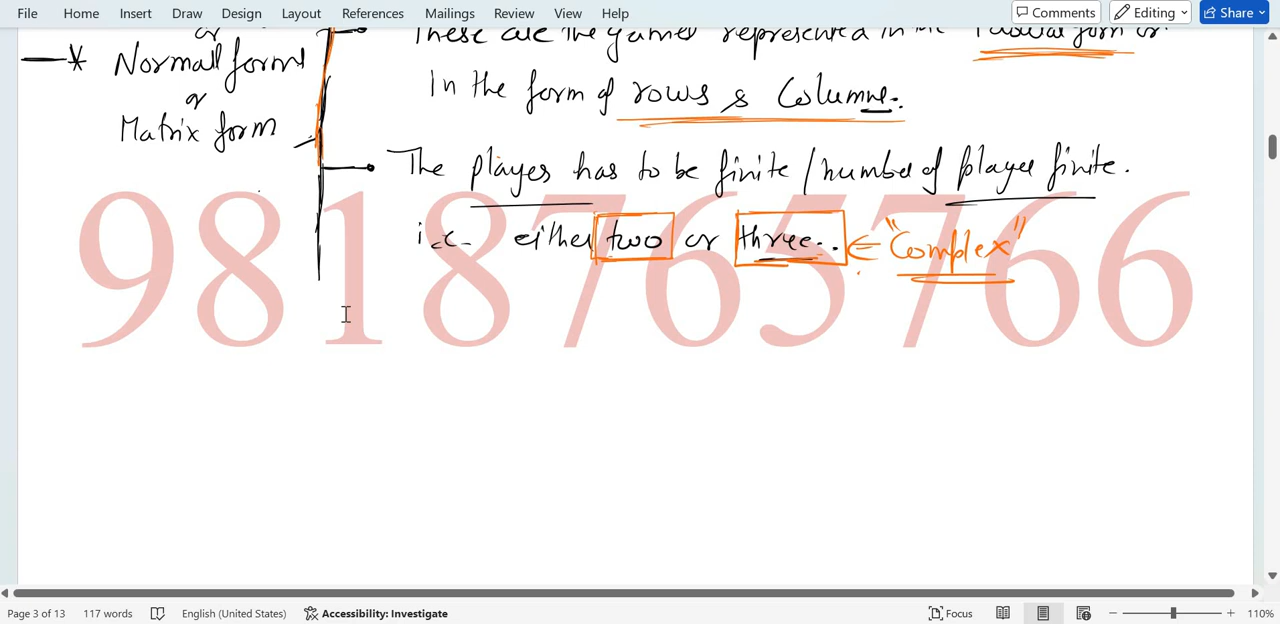 File Home Insert Draw Design Layout References Mailings Review View Help Comments Editing Share
or
These are the games represented in the tabular form or
Normal form
in the form of rows & Columns.
or
Matrix form
The players has to be finite / number of player finite.
i.e. either two or three.. "Complex"
9818765766
Page 3 of 13 117 words English (United States) Accessibility: Investigate Focus 110%